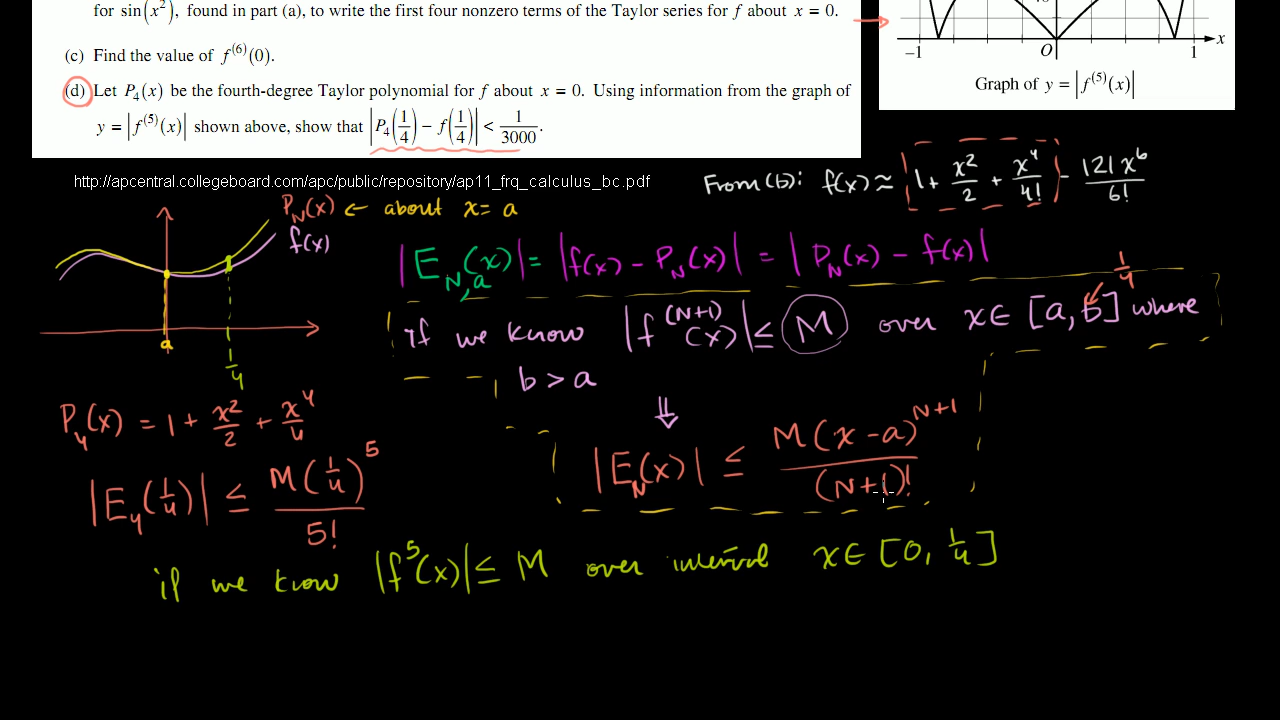 for sin(x²), found in part (a), to write the first four nonzero terms of the Taylor series for f about x = 0.
(c) Find the value of f⁽⁶⁾(0).
(d) Let P₄(x) be the fourth-degree Taylor polynomial for f about x = 0. Using information from the graph of
y = |f⁽⁵⁾(x)| shown above, show that |P₄(1/4) − f(1/4)| < 1/3000.
−1 O 1 x
Graph of y = |f⁽⁵⁾(x)|
http://apcentral.collegeboard.com/apc/public/repository/ap11_frq_calculus_bc.pdf
From (b): f(x) ≈ 1 + x²/2 + x⁴/4! − 121x⁶/6!
P_N(x) ← about x = a
f(x)
a
1/4
|E_N,a(x)| = |f(x) − P_N(x)| = |P_N(x) − f(x)|
1/4
If we know |f⁽ᴺ⁺¹⁾(x)| ≤ M over x∈[a, b] where
b > a
⇓
|E_N(x)| ≤ M(x − a)ᴺ⁺¹/(N+1)!
P₄(x) = 1 + x²/2 + x⁴/4
|E₄(1/4)| ≤ M(1/4)⁵/5!
if we know |f⁵(x)| ≤ M over interval x∈[0, 1/4]